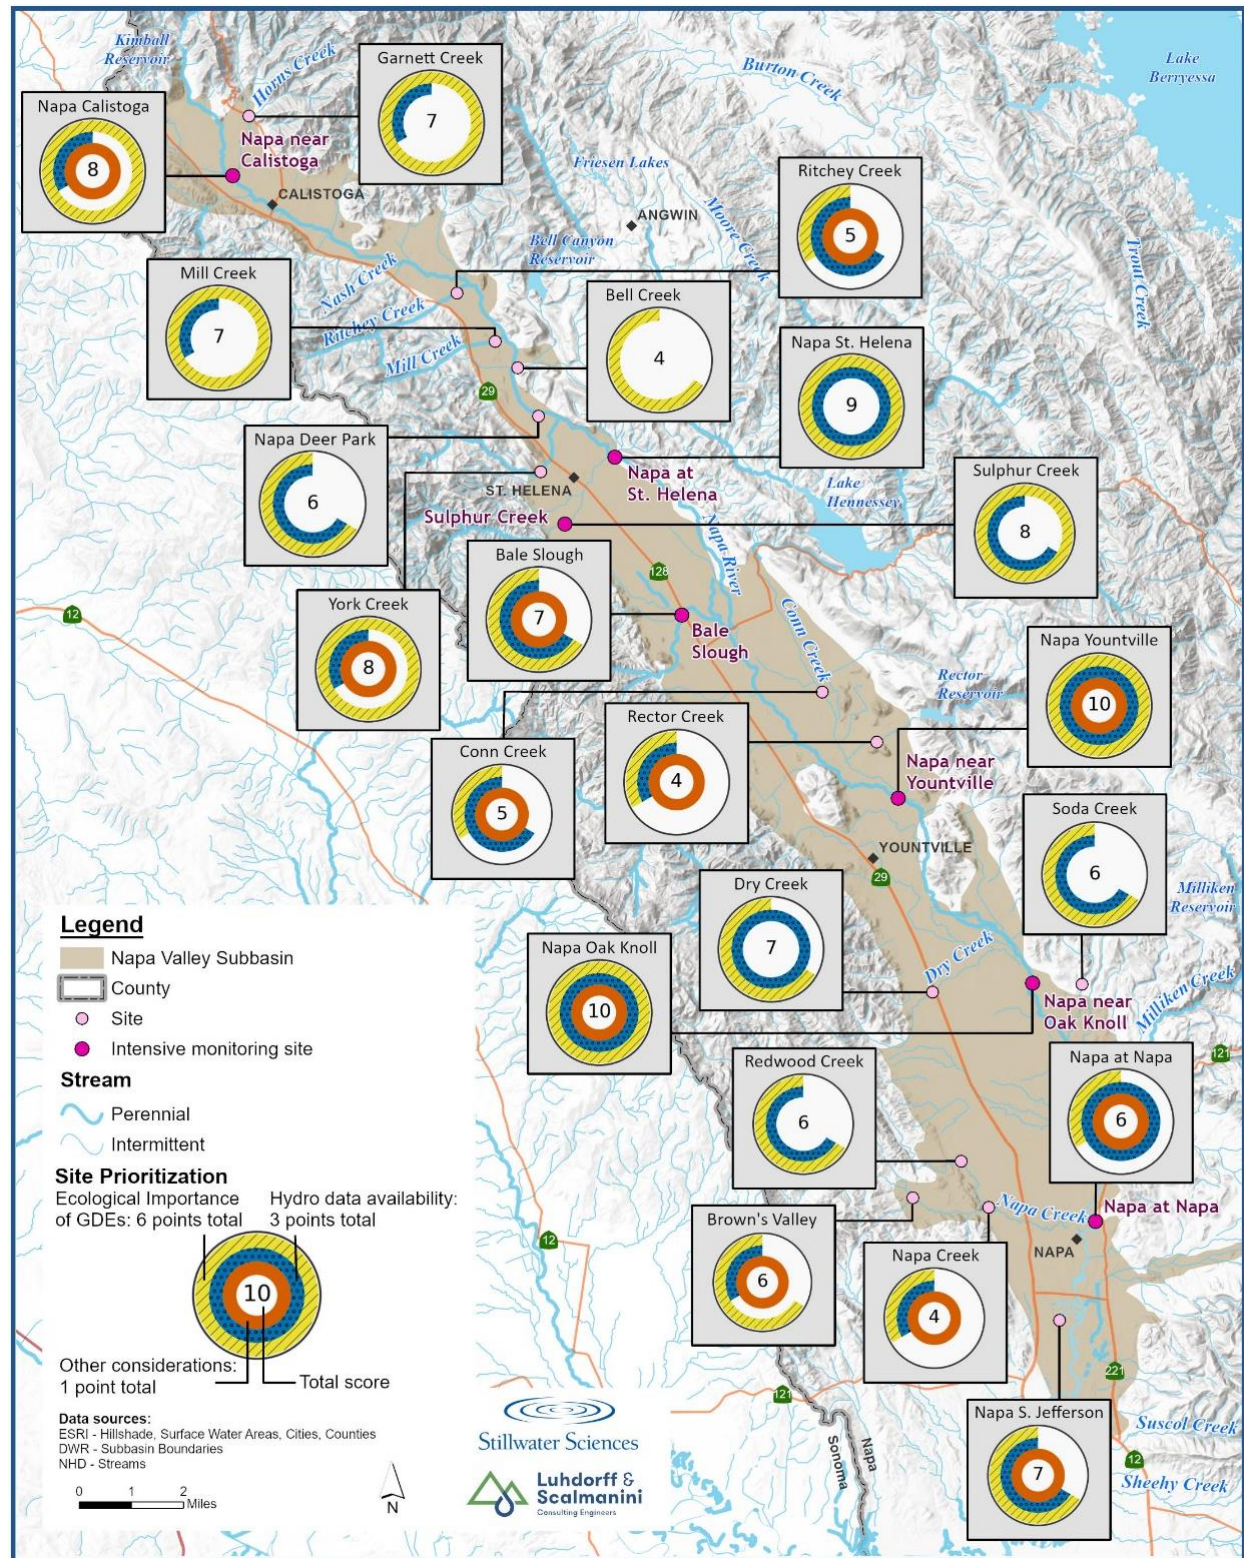 Kimball
Reservoir
Horns Creek
Garnett Creek
7
Burton Creek
Lake
Berryessa
Napa Calistoga
8
Napa near
Calistoga
CALISTOGA
Friesen Lakes
ANGWIN
Moore Creek
Ritchey Creek
5
Trout Creek
Bell Canyon
Reservoir
Mill Creek
7
Nash Creek
Ritchey Creek
Mill Creek
Bell Creek
4
Napa St. Helena
9
29
Napa Deer Park
6
ST. HELENA
Napa at
St. Helena
Lake
Hennessey
Sulphur Creek
8
Sulphur Creek
Napa River
Bale Slough
7
128
Bale
Slough
Conn Creek
12
York Creek
8
Napa Yountville
10
Rector
Reservoir
Rector Creek
4
Conn Creek
5
Napa near
Yountville
YOUNTVILLE
29
Soda Creek
6
Milliken
Reservoir
Dry Creek
7
Dry Creek
Napa Oak Knoll
10
Napa near
Oak Knoll
Milliken Creek
121
Redwood Creek
6
Napa at Napa
6
Napa Creek
Napa at Napa
NAPA
Brown's Valley
6
Napa Creek
4
12
221
121
Napa S. Jefferson
7
Suscol Creek
12
Sheehy Creek
Napa
Sonoma
Legend
Napa Valley Subbasin
County
Site
Intensive monitoring site
Stream
Perennial
Intermittent
Site Prioritization
Ecological Importance
of GDEs: 6 points total
Hydro data availability:
3 points total
10
Other considerations:
1 point total
Total score
Data sources:
ESRI - Hillshade, Surface Water Areas, Cities, Counties
DWR - Subbasin Boundaries
NHD - Streams
0 1 2
Miles
N
Stillwater Sciences
Luhdorff &
Scalmanini
Consulting Engineers